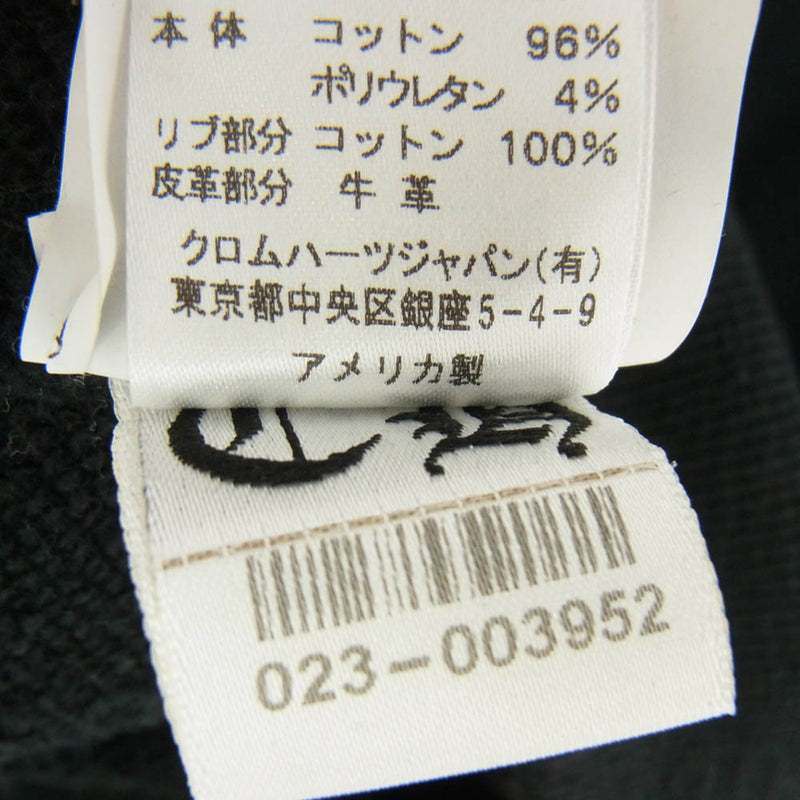 本体 コットン 96%
ポリウレタン 4%
リブ部分 コットン 100%
皮革部分 牛革
クロムハーツジャパン(有)
東京都中央区銀座5-4-9
アメリカ製
023-003952